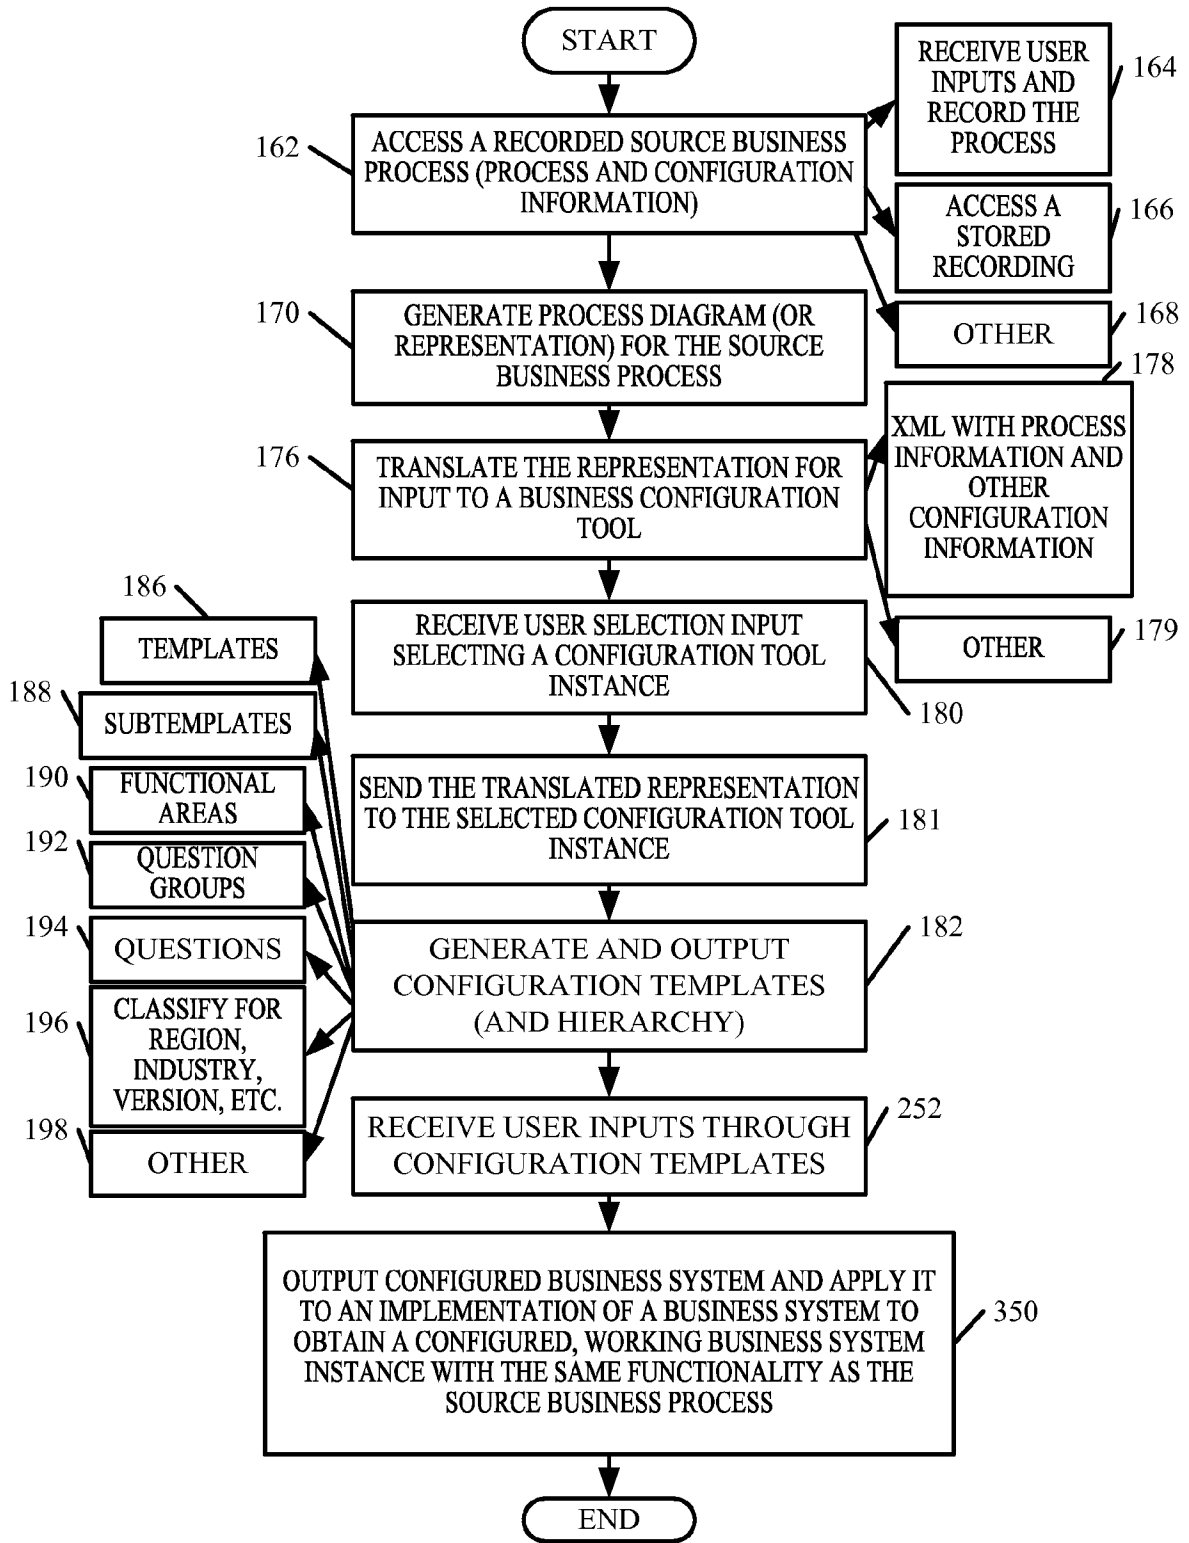 START
162
ACCESS A RECORDED SOURCE BUSINESS
PROCESS (PROCESS AND CONFIGURATION
INFORMATION)
RECEIVE USER
INPUTS AND
RECORD THE
PROCESS
164
ACCESS A
STORED
RECORDING
166
OTHER
168
170
GENERATE PROCESS DIAGRAM (OR
REPRESENTATION) FOR THE SOURCE
BUSINESS PROCESS
176
TRANSLATE THE REPRESENTATION FOR
INPUT TO A BUSINESS CONFIGURATION
TOOL
178
XML WITH PROCESS
INFORMATION AND
OTHER
CONFIGURATION
INFORMATION
OTHER
179
RECEIVE USER SELECTION INPUT
SELECTING A CONFIGURATION TOOL
INSTANCE
180
SEND THE TRANSLATED REPRESENTATION
TO THE SELECTED CONFIGURATION TOOL
INSTANCE
181
GENERATE AND OUTPUT
CONFIGURATION TEMPLATES
(AND HIERARCHY)
182
186
TEMPLATES
188
SUBTEMPLATES
190
FUNCTIONAL
AREAS
192
QUESTION
GROUPS
194
QUESTIONS
196
CLASSIFY FOR
REGION,
INDUSTRY,
VERSION, ETC.
198
OTHER
RECEIVE USER INPUTS THROUGH
CONFIGURATION TEMPLATES
252
OUTPUT CONFIGURED BUSINESS SYSTEM AND APPLY IT
TO AN IMPLEMENTATION OF A BUSINESS SYSTEM TO
OBTAIN A CONFIGURED, WORKING BUSINESS SYSTEM
INSTANCE WITH THE SAME FUNCTIONALITY AS THE
SOURCE BUSINESS PROCESS
350
END